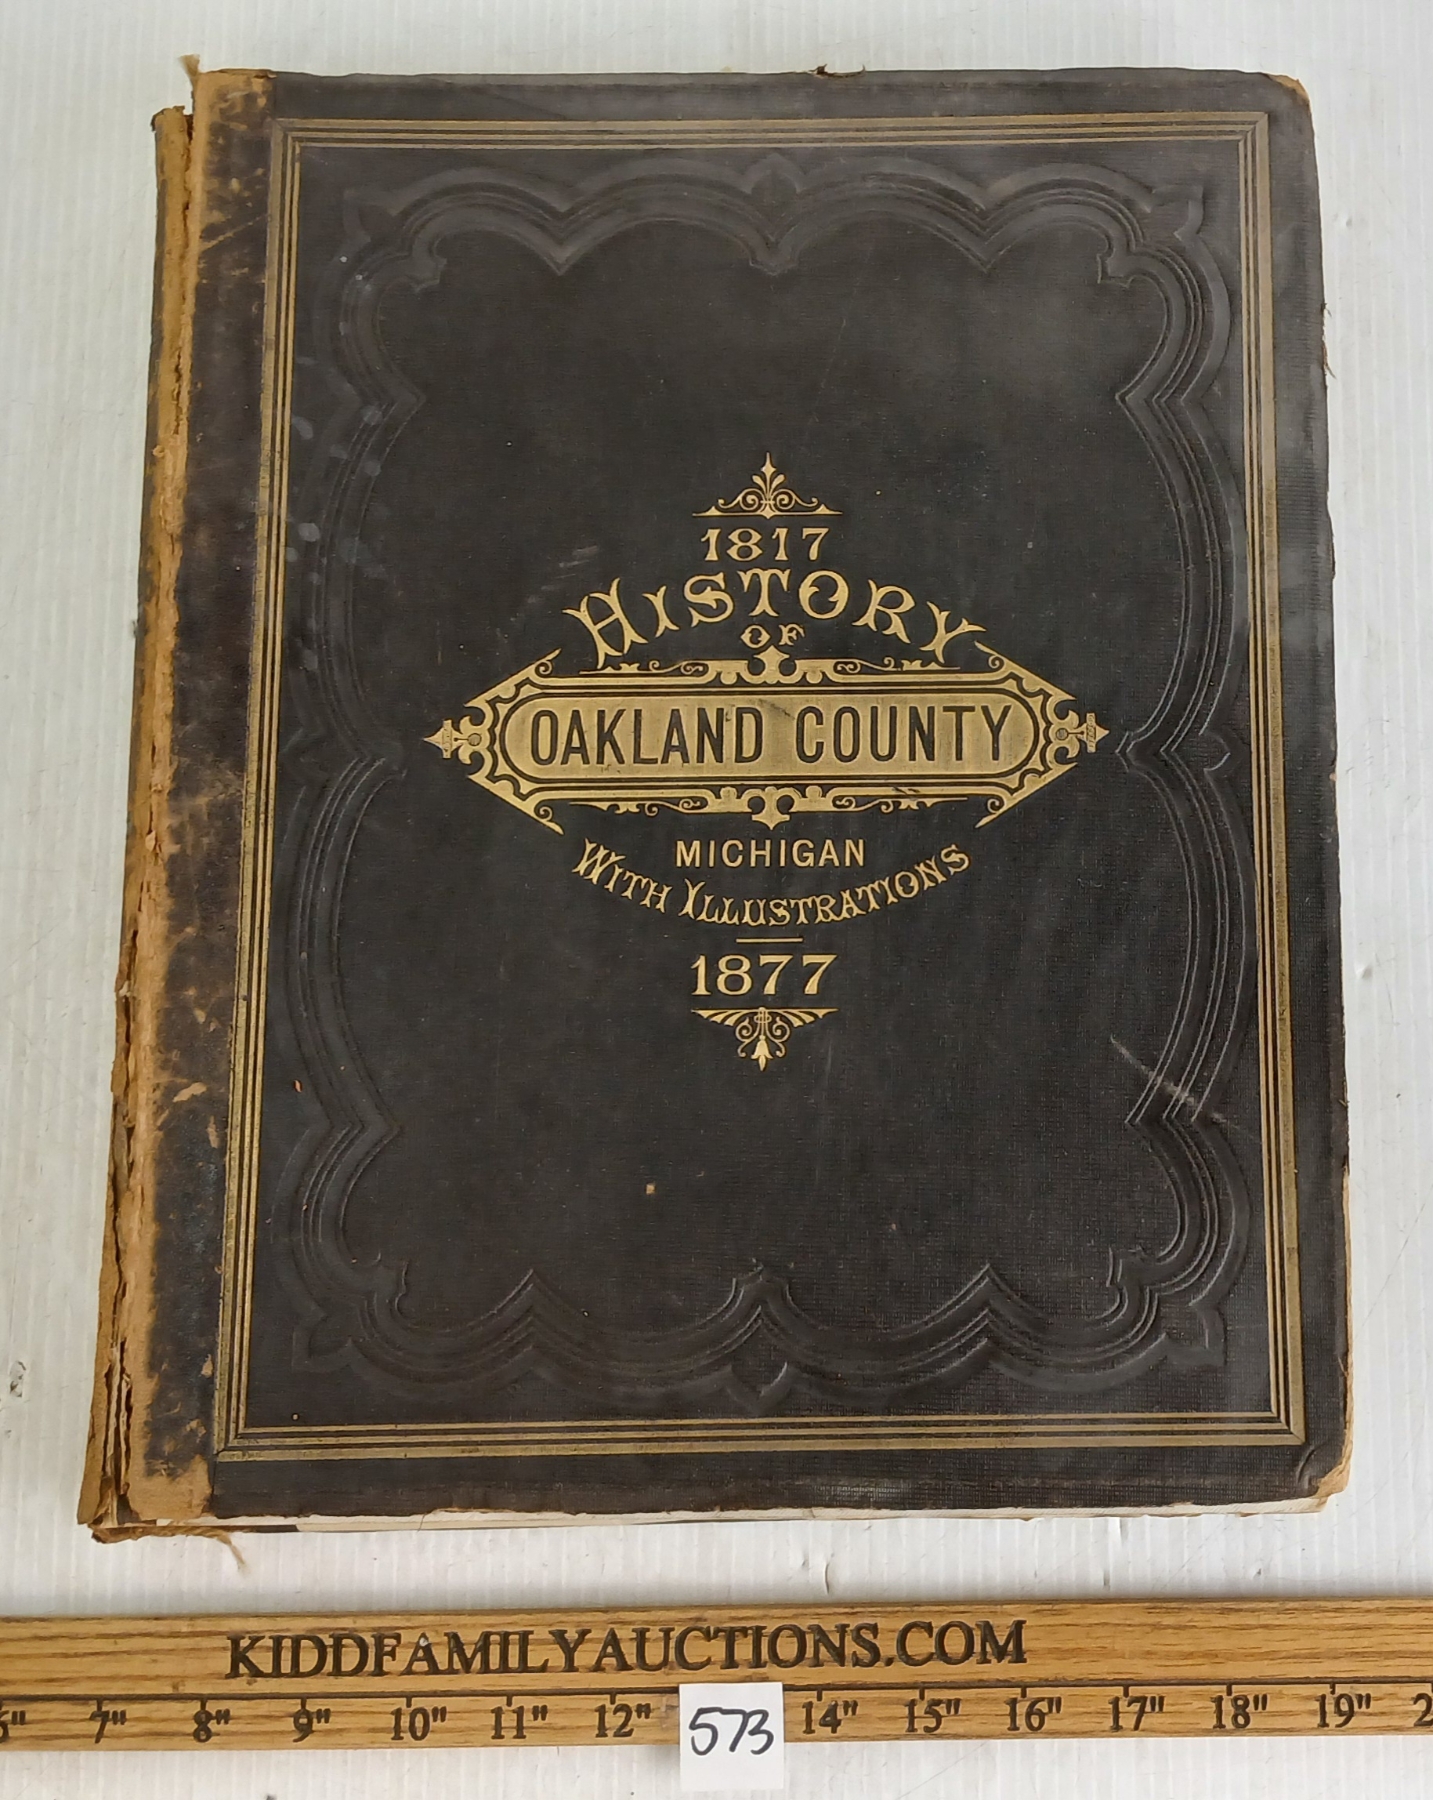 1817
HISTORY
OF
OAKLAND COUNTY
MICHIGAN
WITH ILLUSTRATIONS
1877
KIDDFAMILYAUCTIONS.COM
7" 8" 9" 10" 11" 12" 14" 15" 16" 17" 18" 19"
573